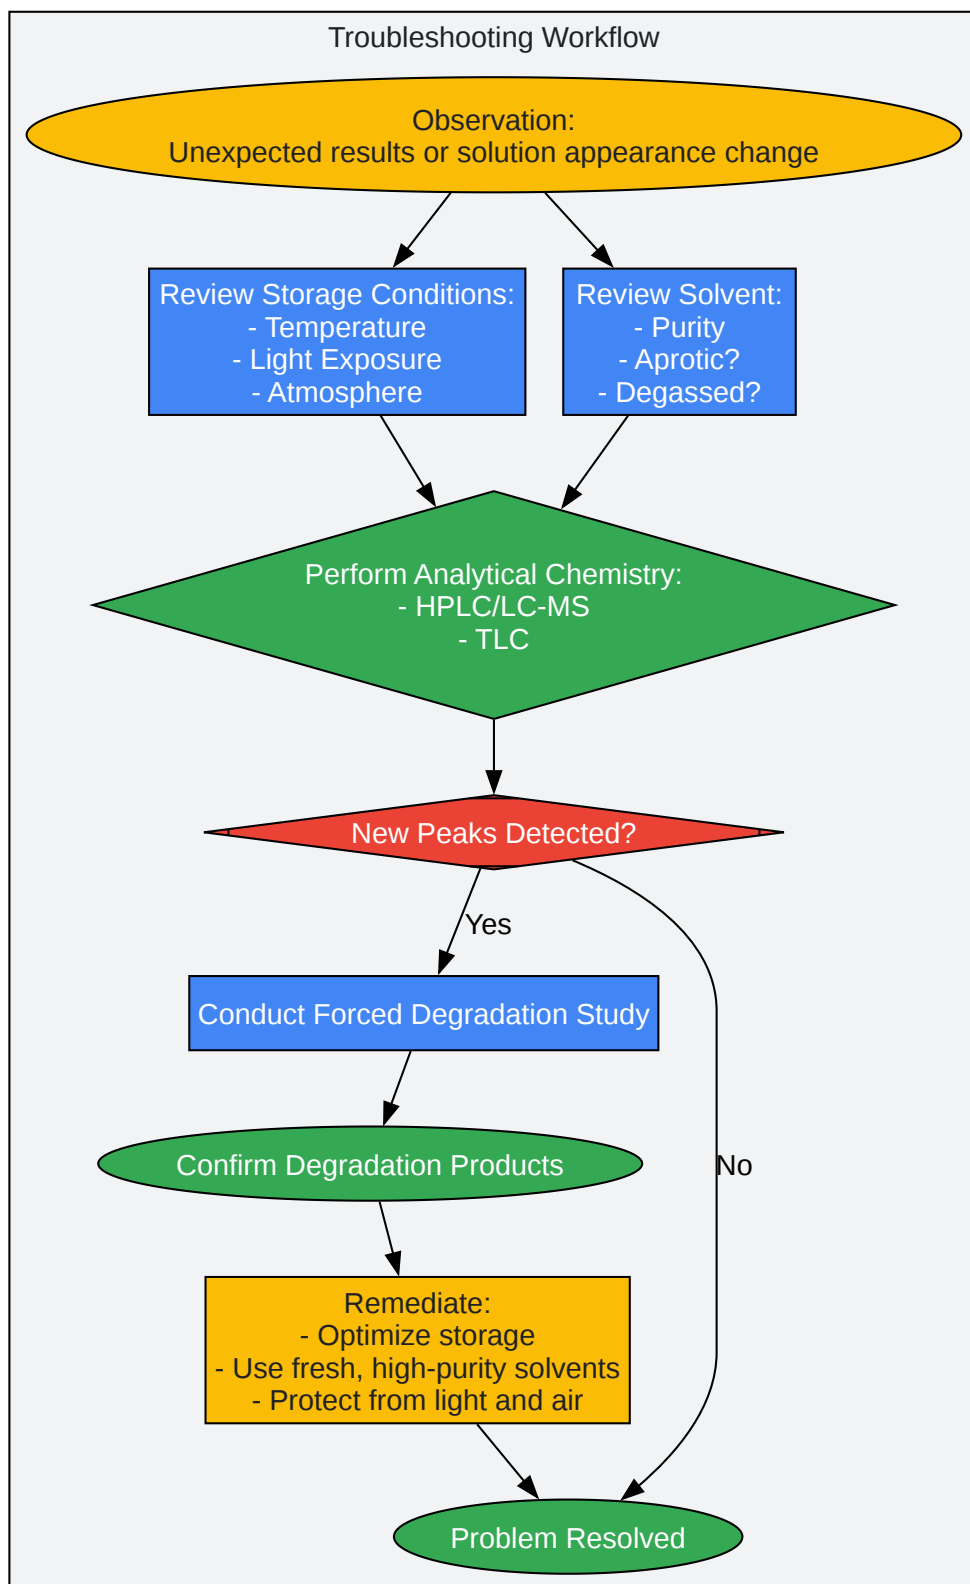 Troubleshooting Workflow
Observation:
Unexpected results or solution appearance change
Review Storage Conditions:
- Temperature
- Light Exposure
- Atmosphere
Review Solvent:
- Purity
- Aprotic?
- Degassed?
Perform Analytical Chemistry:
- HPLC/LC-MS
- TLC
New Peaks Detected?
Yes
Conduct Forced Degradation Study
Confirm Degradation Products
No
Remediate:
- Optimize storage
- Use fresh, high-purity solvents
- Protect from light and air
Problem Resolved